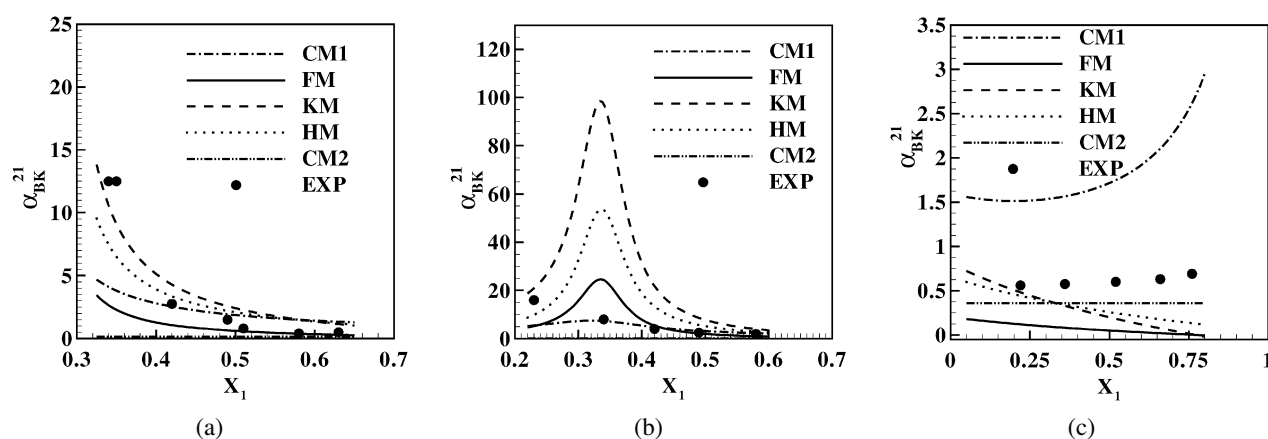 25
20
15
10
5
0
0.3
0.4
0.5
0.6
0.7
α_BK^21
X_1
CM1
FM
KM
HM
CM2
EXP
(a)
120
100
80
60
40
20
0
0.2
0.3
0.4
0.5
0.6
0.7
α_BK^21
X_1
CM1
FM
KM
HM
CM2
EXP
(b)
3.5
3
2.5
2
1.5
1
0.5
0
0
0.25
0.5
0.75
1
α_BK^21
X_1
CM1
FM
KM
HM
CM2
EXP
(c)